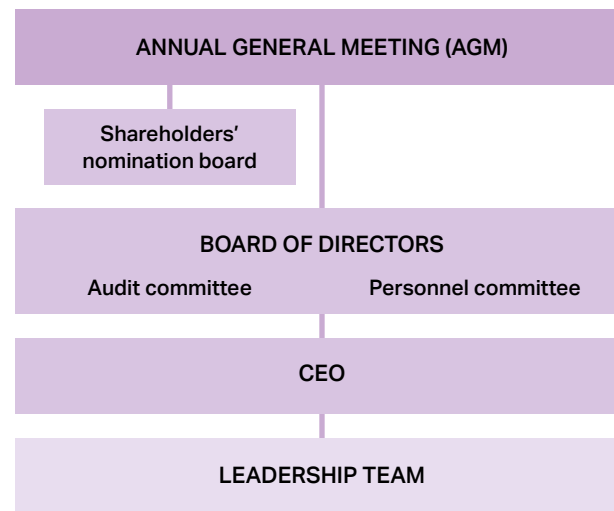 ANNUAL GENERAL MEETING (AGM)
Shareholders’
nomination board
BOARD OF DIRECTORS
Audit committee
Personnel committee
CEO
LEADERSHIP TEAM